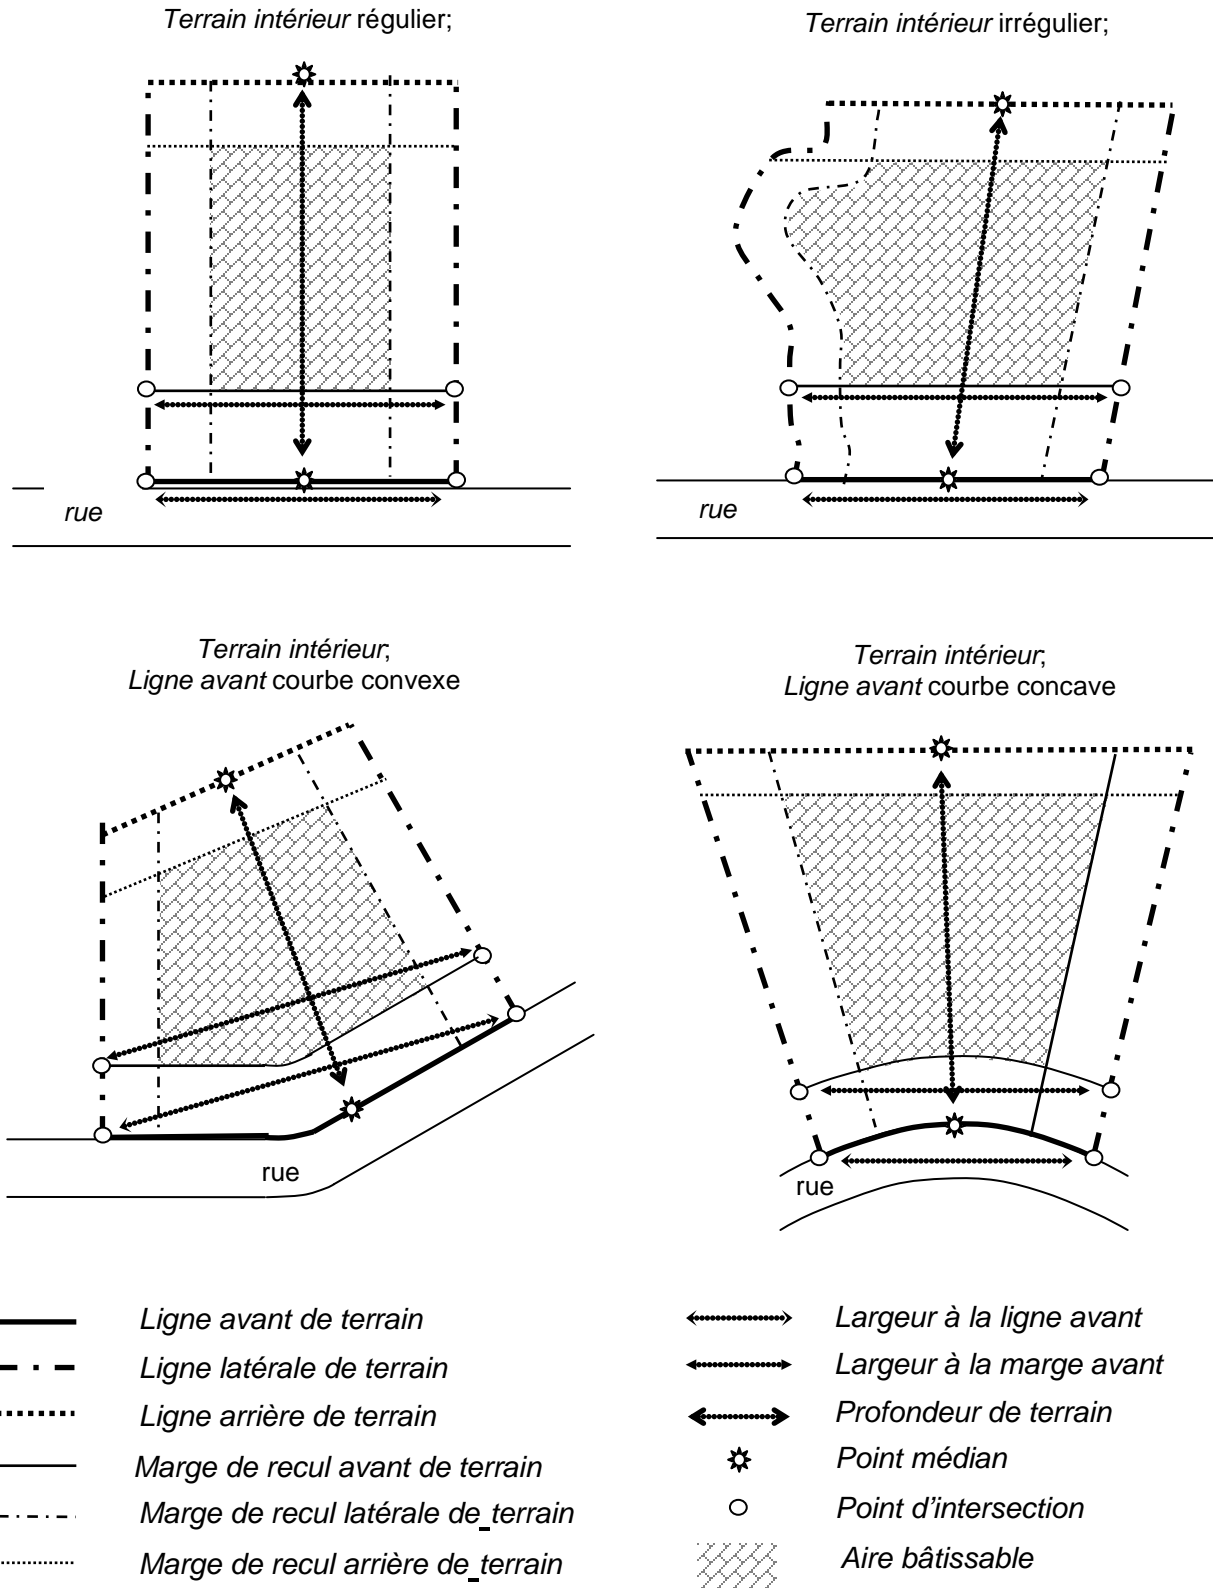 Terrain intérieur régulier;
Terrain intérieur irrégulier;
rue
rue
Terrain intérieur;
Ligne avant courbe convexe
Terrain intérieur;
Ligne avant courbe concave
rue
rue
Ligne avant de terrain
Ligne latérale de terrain
Ligne arrière de terrain
Marge de recul avant de terrain
Marge de recul latérale de_terrain
Marge de recul arrière de_terrain
Largeur à la ligne avant
Largeur à la marge avant
Profondeur de terrain
Point médian
Point d'intersection
Aire bâtissable